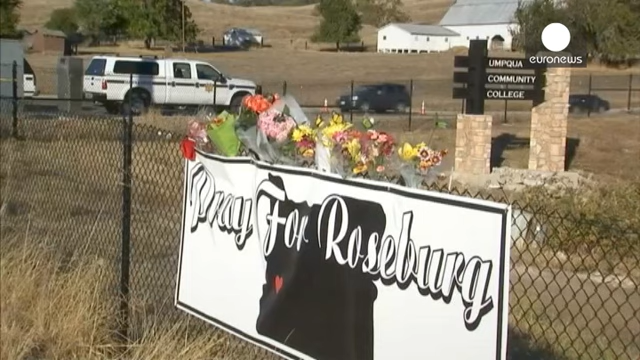 euronews
UMPQUA
COMMUNITY
COLLEGE
Pray For Roseburg